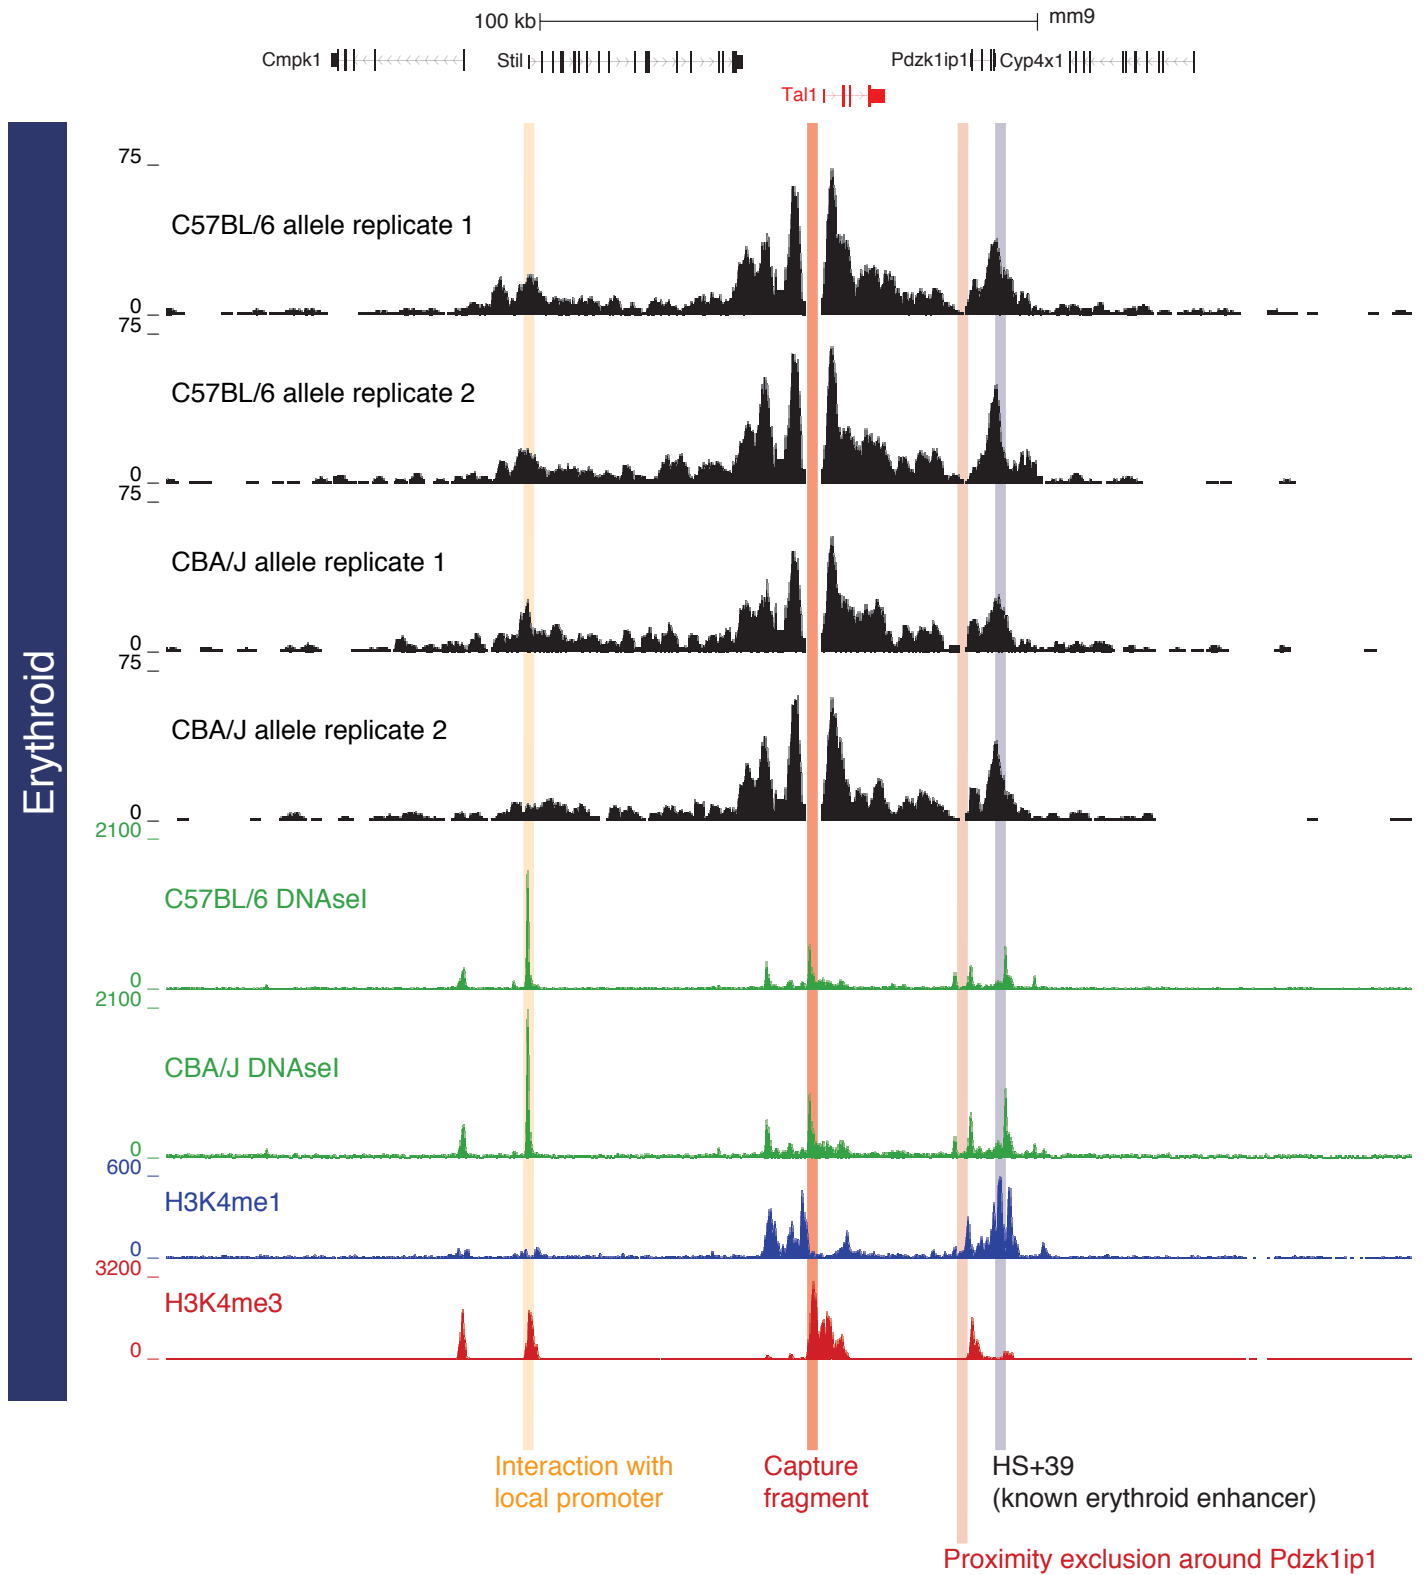 100 kb mm9
Cmpk1 Stil Pdzk1ip1 Cyp4x1
Tal1
Erythroid
75
C57BL/6 allele replicate 1
0
75
C57BL/6 allele replicate 2
0
75
CBA/J allele replicate 1
0
75
CBA/J allele replicate 2
0
2100
C57BL/6 DNAseI
0
2100
CBA/J DNAseI
0
600
H3K4me1
0
3200
H3K4me3
0
Interaction with
local promoter
Capture
fragment
HS+39
(known erythroid enhancer)
Proximity exclusion around Pdzk1ip1